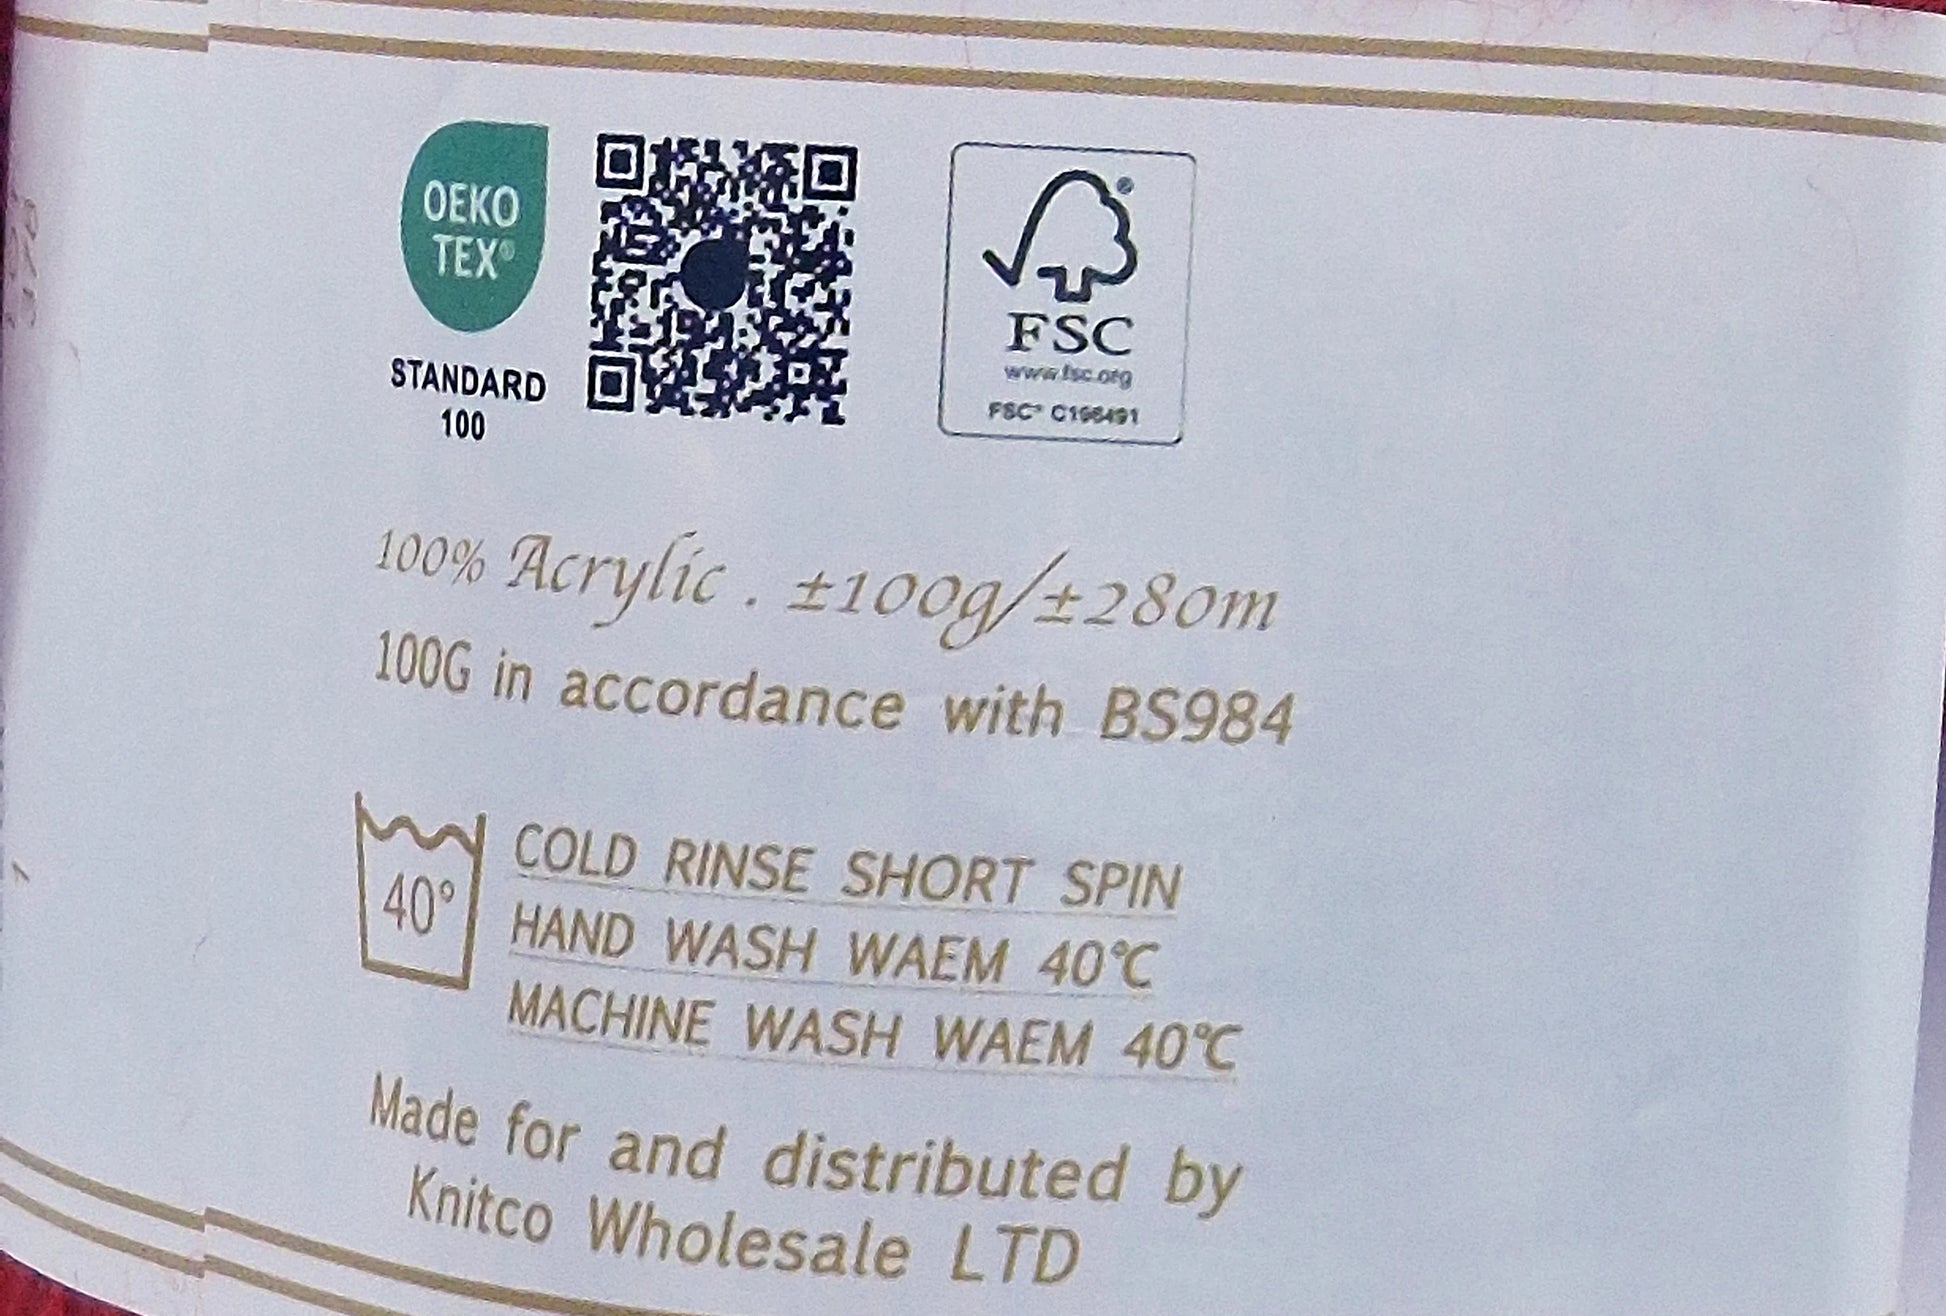 OEKO
TEX®
STANDARD
100
®
FSC
www.fsc.org
FSC® C166491
100% Acrylic . ±100g/±280m
100G in accordance with BS984
40°
COLD RINSE SHORT SPIN
HAND WASH WAEM 40℃
MACHINE WASH WAEM 40℃
Made for and distributed by
Knitco Wholesale LTD